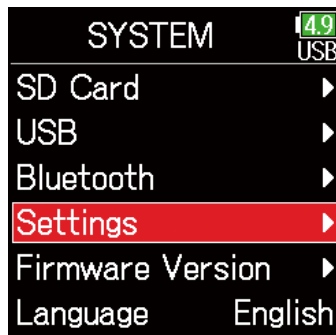 SYSTEM 4.9
USB
SD Card
USB
Bluetooth
Settings
Firmware Version
Language English